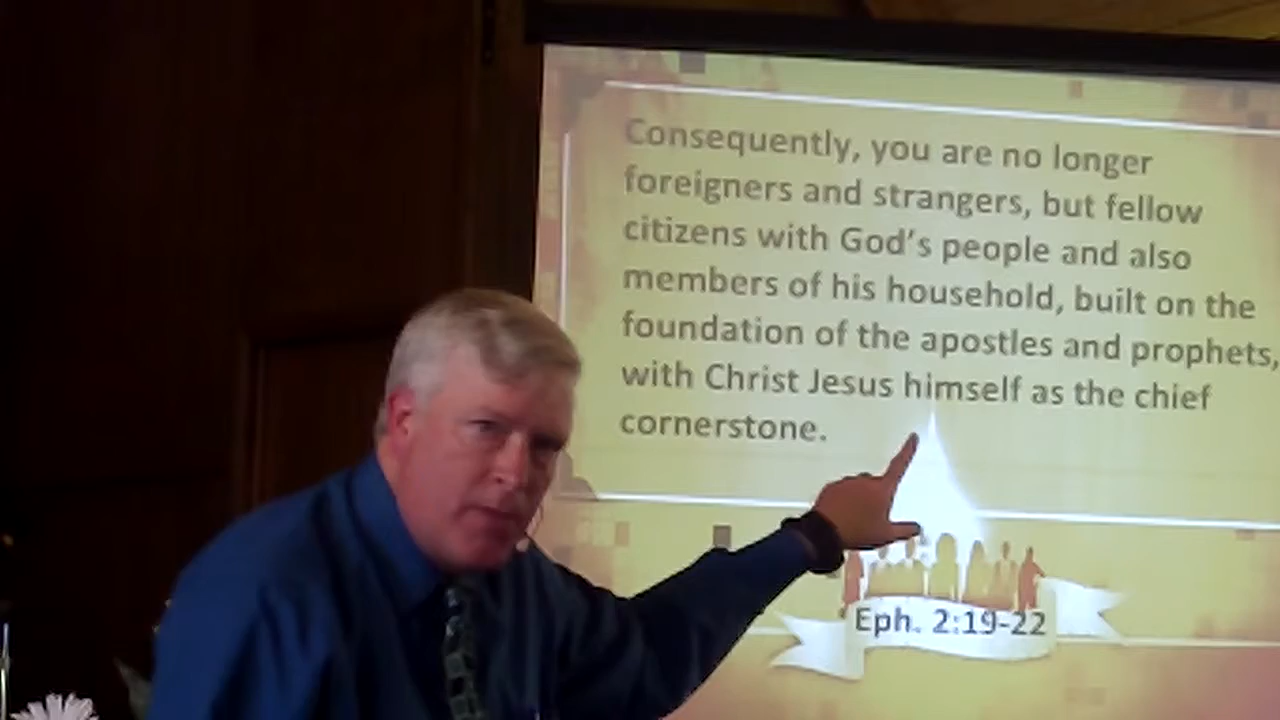 Consequently, you are no longer
foreigners and strangers, but fellow
citizens with God's people and also
members of his household, built on the
foundation of the apostles and prophets,
with Christ Jesus himself as the chief
cornerstone.
Eph. 2:19-22